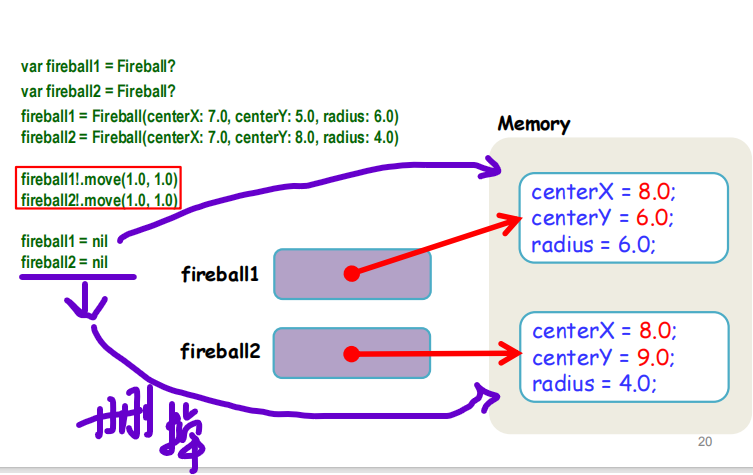 var fireball1 = Fireball?
var fireball2 = Fireball?
fireball1 = Fireball(centerX: 7.0, centerY: 5.0, radius: 6.0)
fireball2 = Fireball(centerX: 7.0, centerY: 8.0, radius: 4.0)
fireball1!.move(1.0, 1.0)
fireball2!.move(1.0, 1.0)
fireball1 = nil
fireball2 = nil
Memory
centerX = 8.0;
centerY = 6.0;
radius = 6.0;
fireball1
fireball2
centerX = 8.0;
centerY = 9.0;
radius = 4.0;
刪掉
20